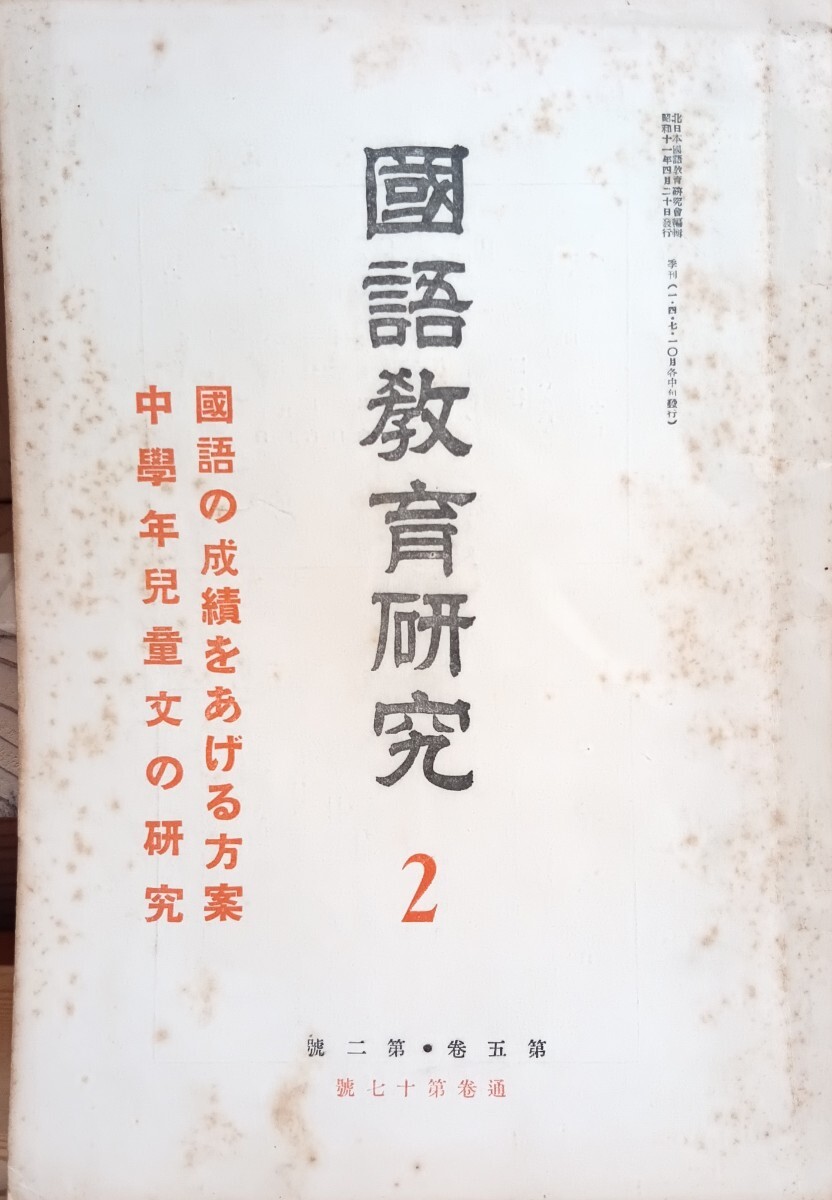 北日本國語教育研究會編輯
昭和十一年四月二十日發行
季刊(一・四・七・一〇月各中旬發行)
國語教育研究
2
國語の成績をあげる方案
中學年兒童文の研究
第五卷・第二號
通卷第十七號